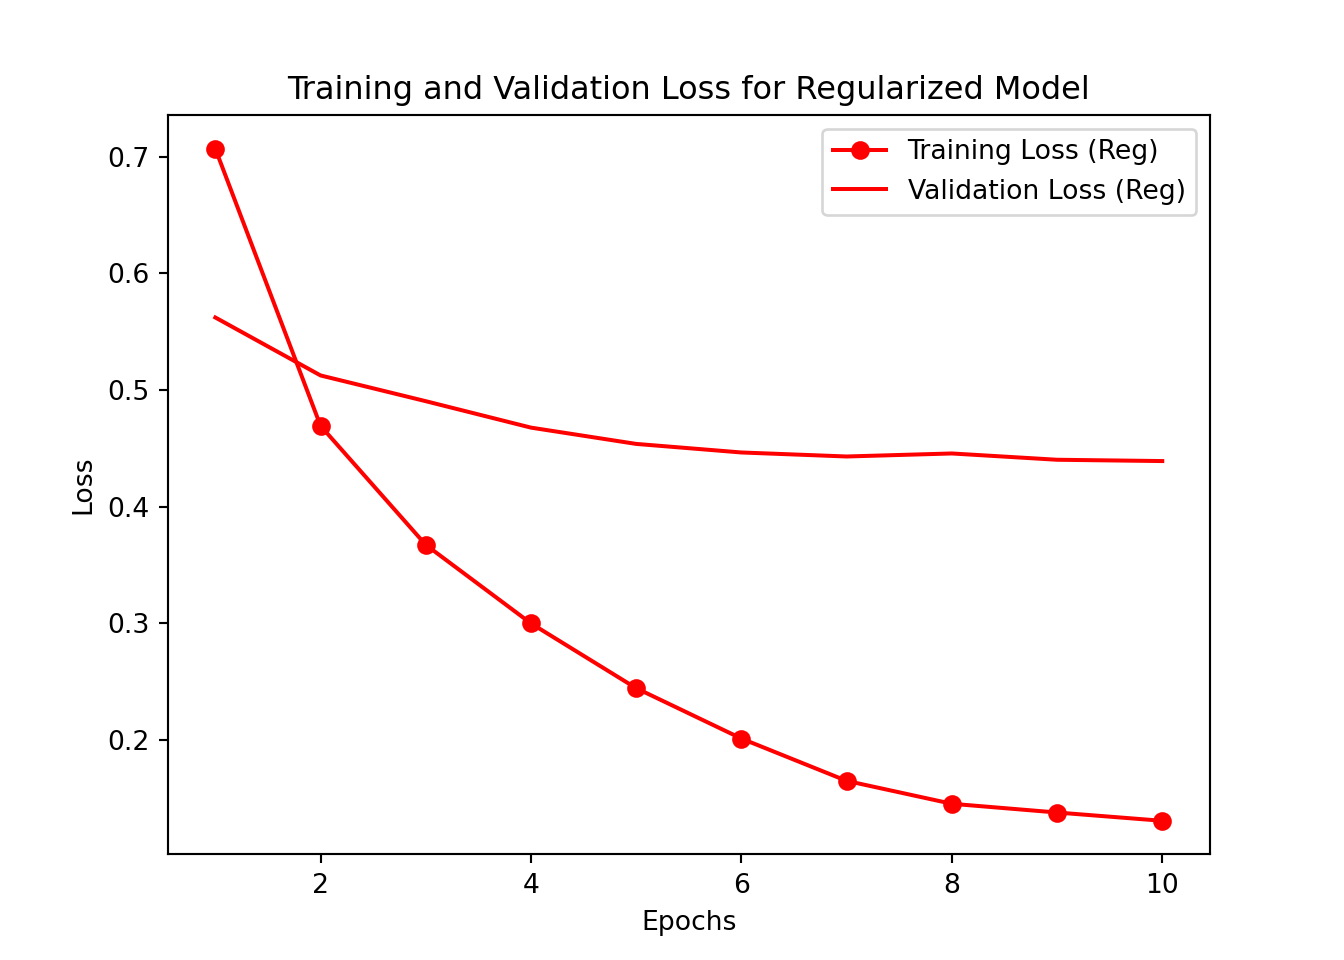 Training and Validation Loss for Regularized Model
Training Loss (Reg)
Validation Loss (Reg)
Loss
0.7
0.6
0.5
0.4
0.3
0.2
2 4 6 8 10
Epochs